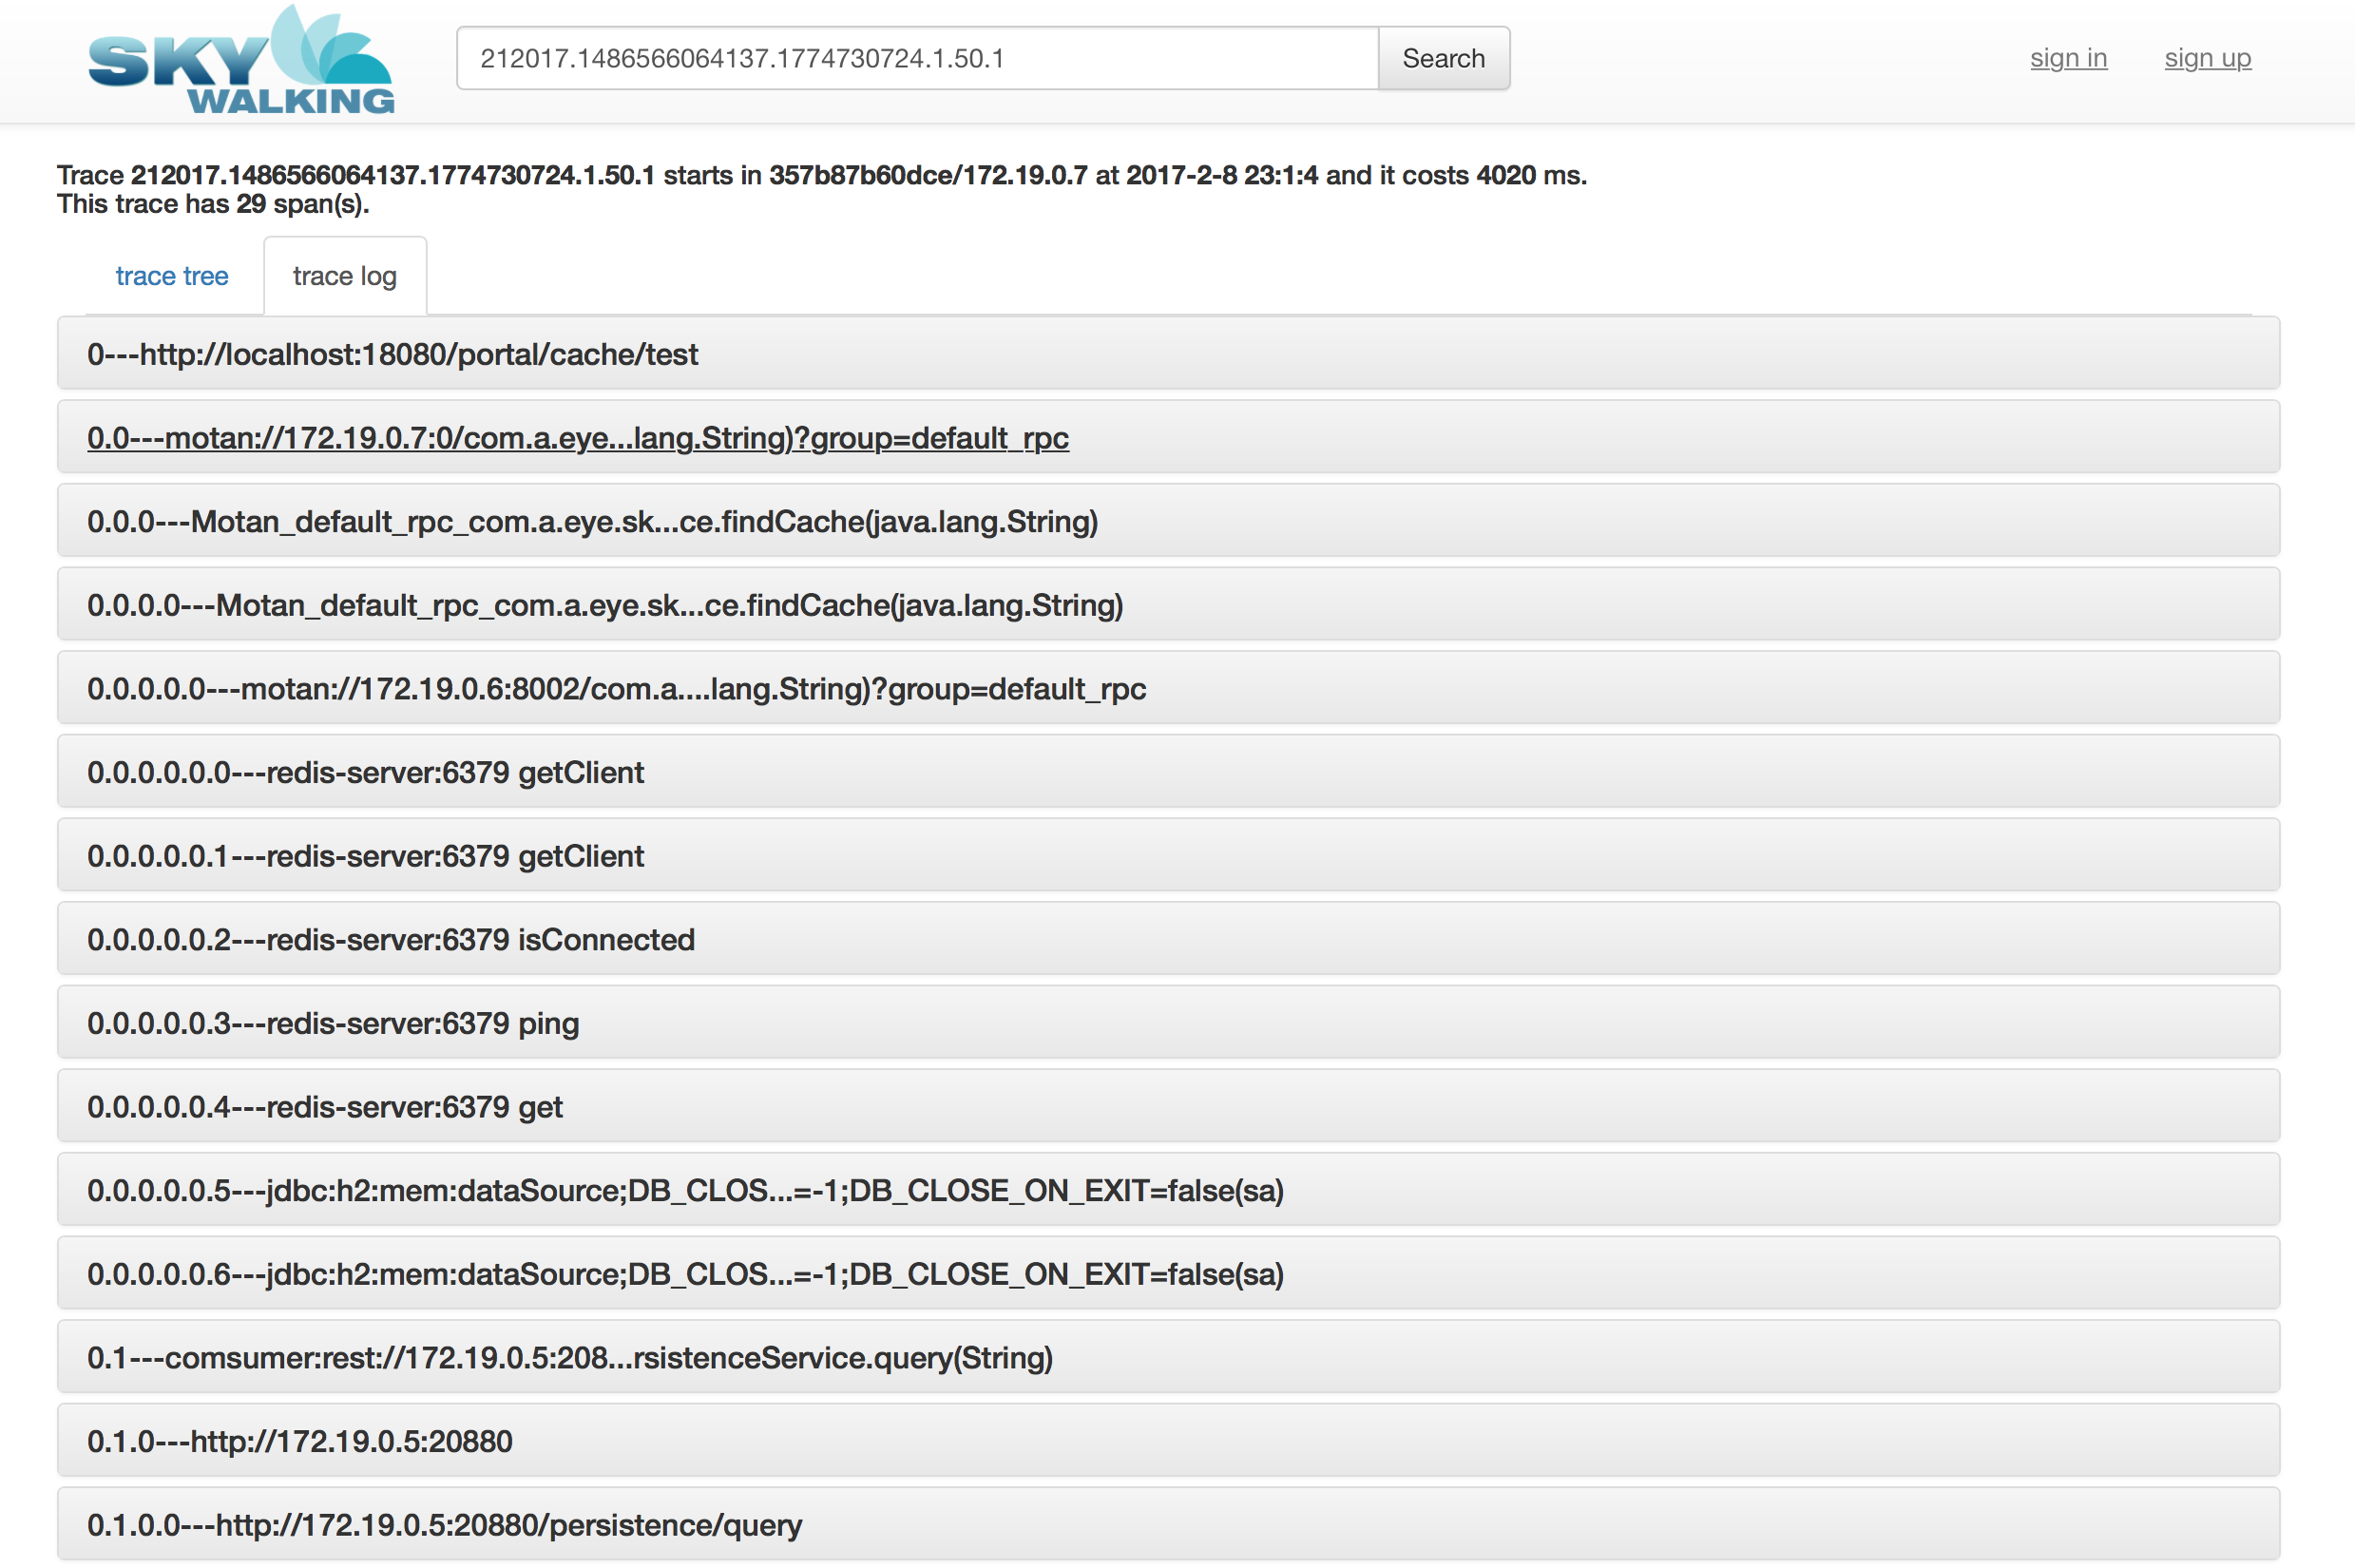 SKY
WALKING
212017.1486566064137.1774730724.1.50.1
Search
sign in
sign up
Trace 212017.1486566064137.1774730724.1.50.1 starts in 357b87b60dce/172.19.0.7 at 2017-2-8 23:1:4 and it costs 4020 ms.
This trace has 29 span(s).
trace tree
trace log
0---http://localhost:18080/portal/cache/test
0.0---motan://172.19.0.7:0/com.a.eye...lang.String)?group=default_rpc
0.0.0---Motan_default_rpc_com.a.eye.sk...ce.findCache(java.lang.String)
0.0.0.0---Motan_default_rpc_com.a.eye.sk...ce.findCache(java.lang.String)
0.0.0.0.0---motan://172.19.0.6:8002/com.a....lang.String)?group=default_rpc
0.0.0.0.0.0---redis-server:6379 getClient
0.0.0.0.0.1---redis-server:6379 getClient
0.0.0.0.0.2---redis-server:6379 isConnected
0.0.0.0.0.3---redis-server:6379 ping
0.0.0.0.0.4---redis-server:6379 get
0.0.0.0.0.5---jdbc:h2:mem:dataSource;DB_CLOS...=-1;DB_CLOSE_ON_EXIT=false(sa)
0.0.0.0.0.6---jdbc:h2:mem:dataSource;DB_CLOS...=-1;DB_CLOSE_ON_EXIT=false(sa)
0.1---comsumer:rest://172.19.0.5:208...rsistenceService.query(String)
0.1.0---http://172.19.0.5:20880
0.1.0.0---http://172.19.0.5:20880/persistence/query